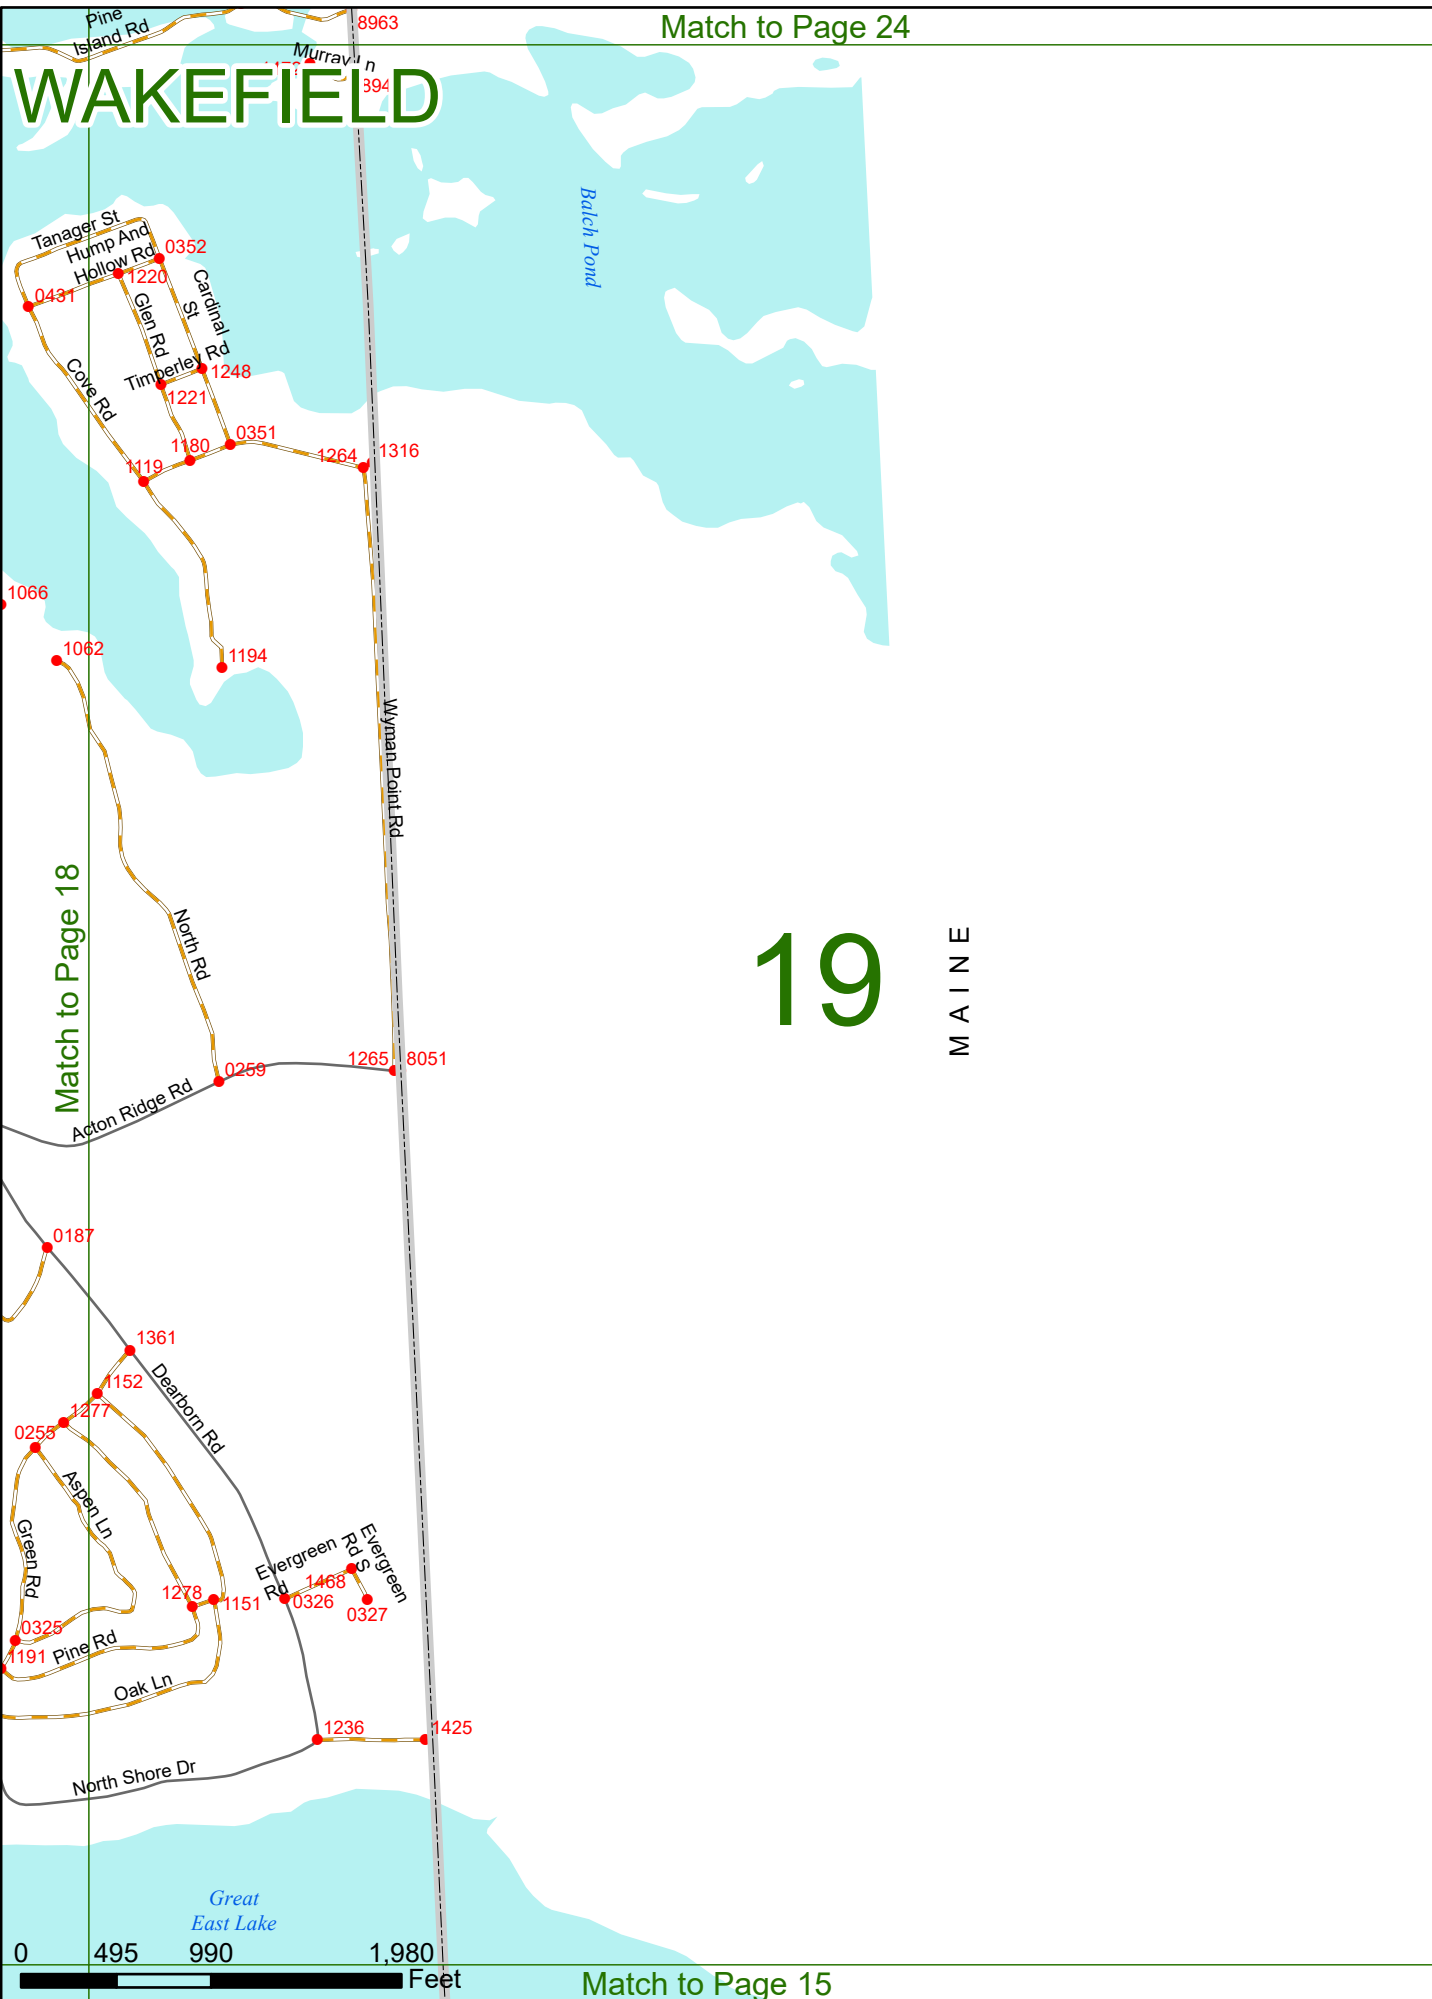 Match to Page 24
Pine
Island Rd
8963
Murray Ln
WAKEFIELD
Balch Pond
Tanager St
Hump And
Hollow Rd
0352
1220
0431
Glen Rd
Cardinal
St
Cove Rd
Timperley Rd
1248
1221
0351
1180
1119
1264
1316
1066
1062
1194
Wyman Point Rd
Match to Page 18
North Rd
19
MAINE
0259
1265
8051
Acton Ridge Rd
0187
1361
1152
1277
0255
Dearborn Rd
Aspen Ln
Green Rd
Evergreen
Rd
Evergreen
Rd S
1468
0326
0327
1278
1151
0325
1191
Pine Rd
Oak Ln
1236
1425
North Shore Dr
Great
East Lake
0 495 990 1,980
Feet
Match to Page 15